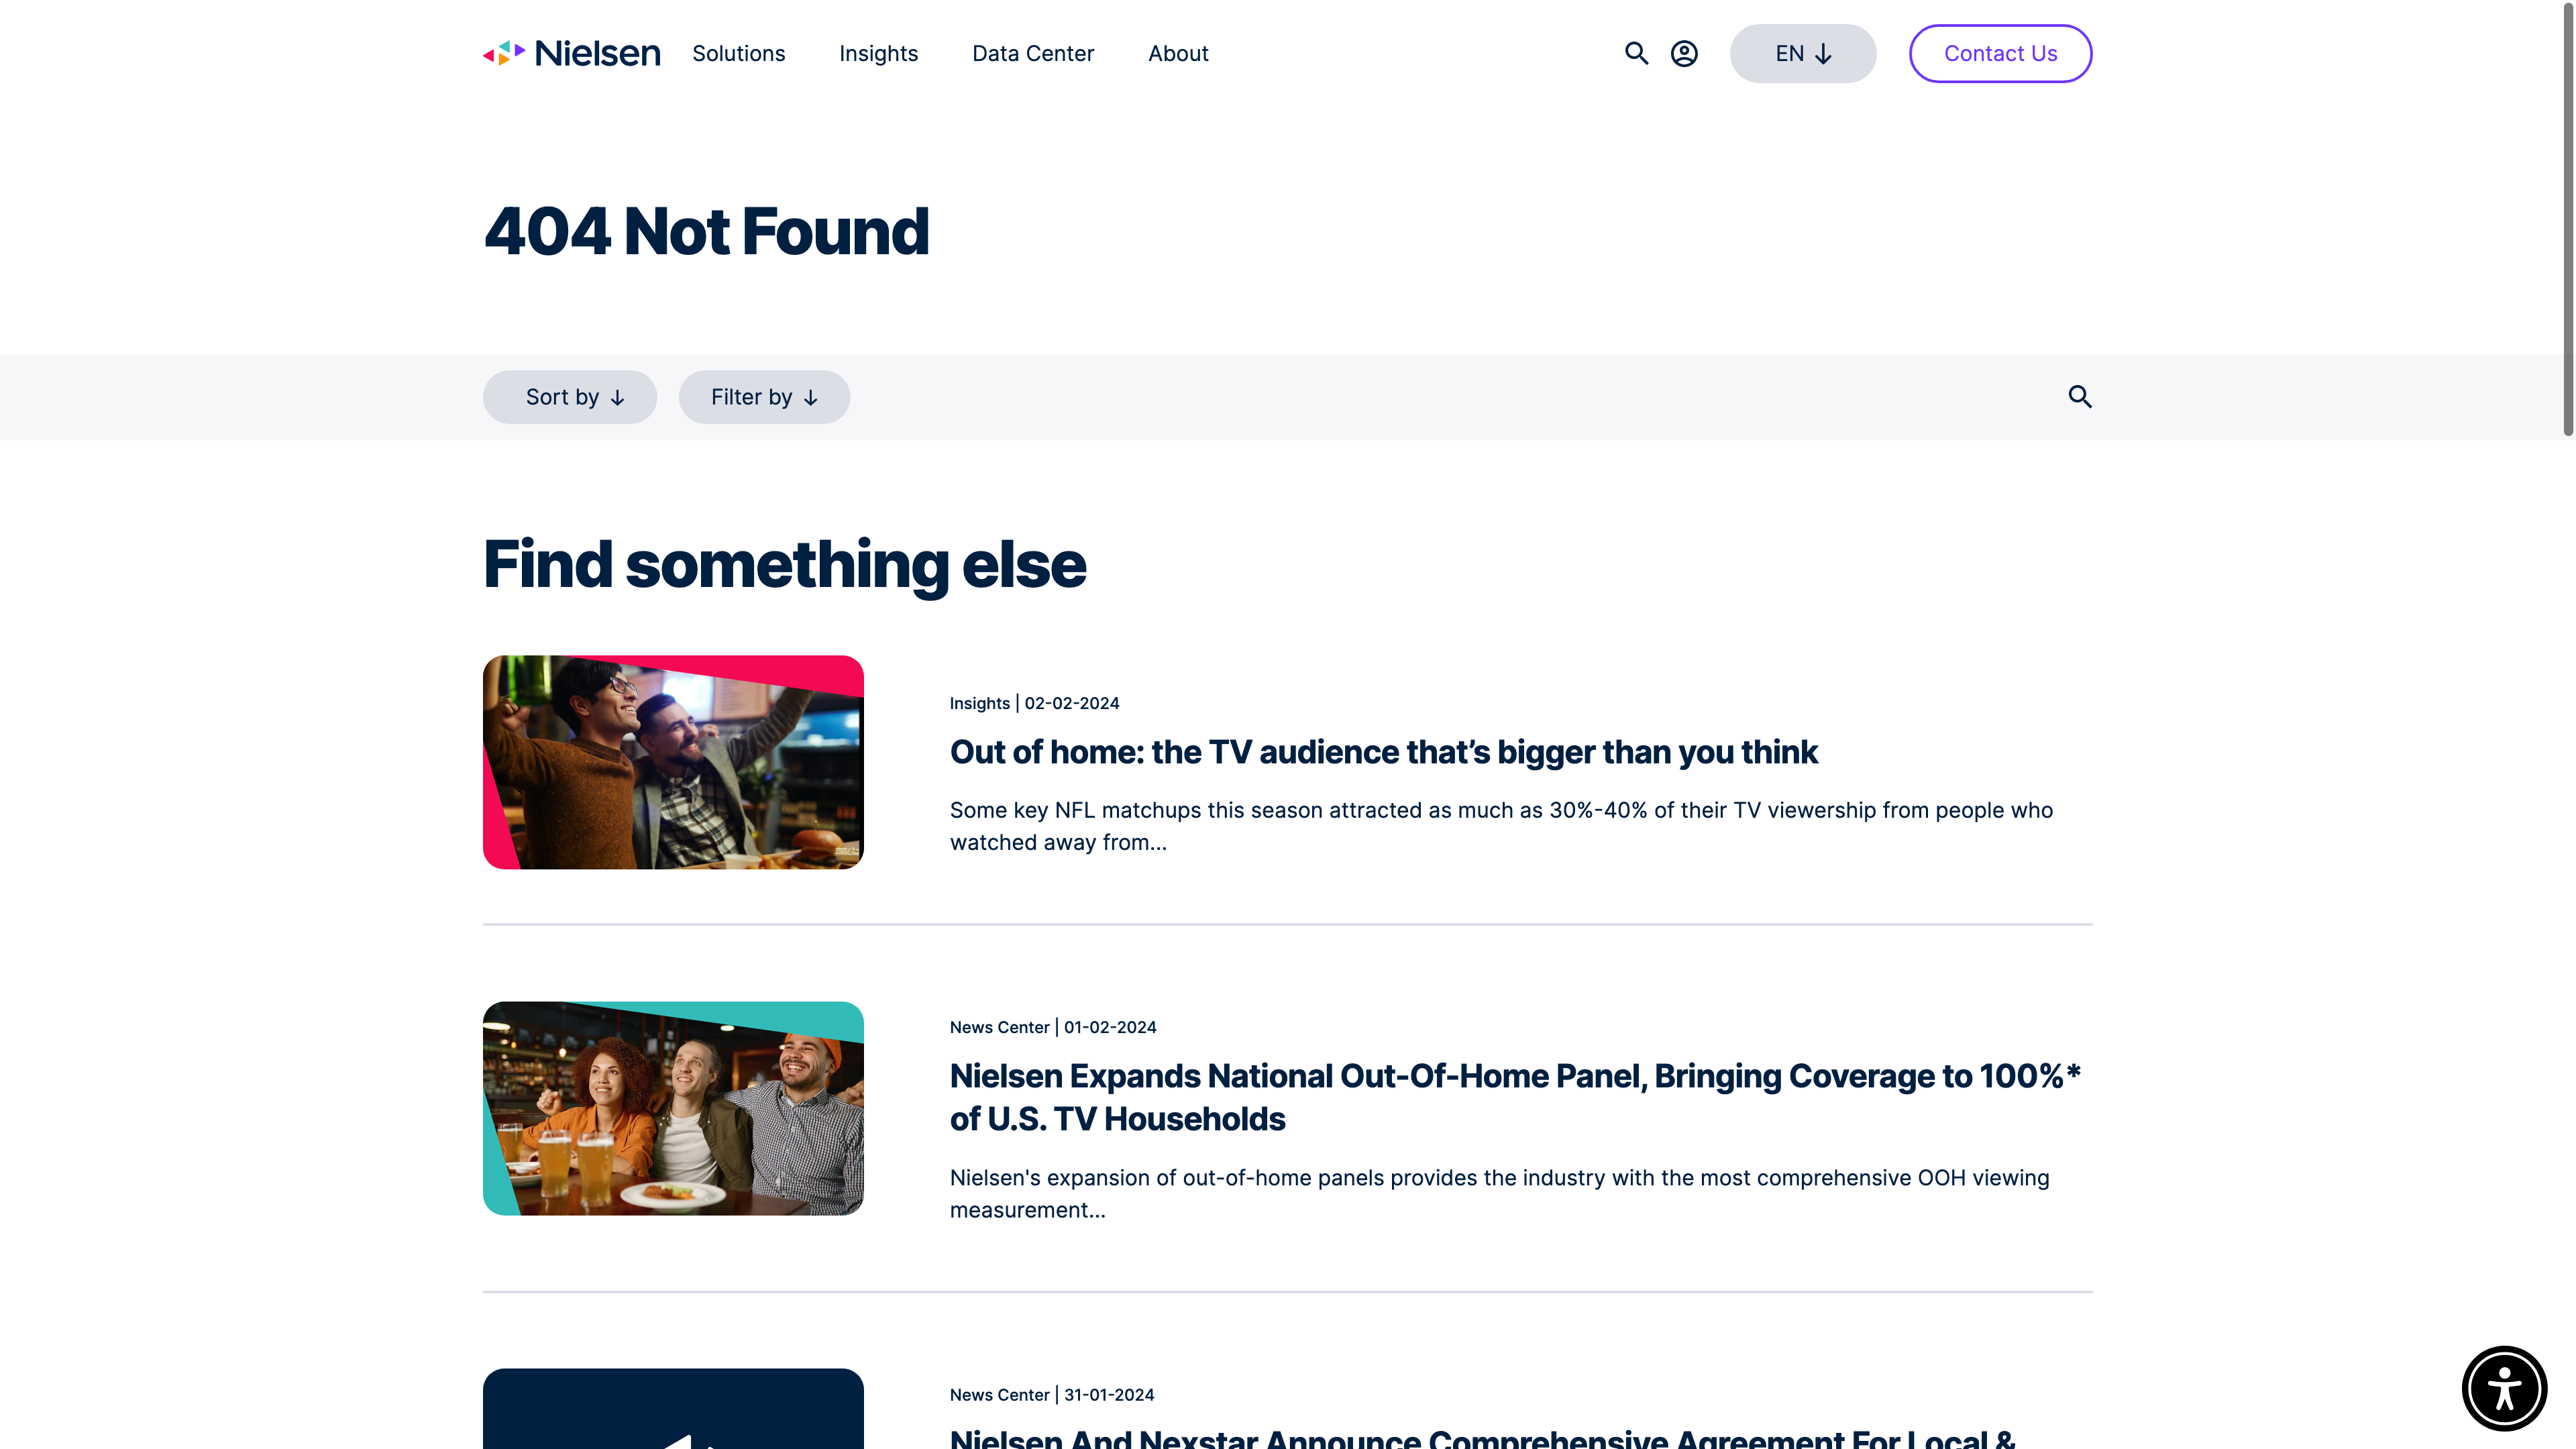 Nielsen
Solutions
Insights
Data Center
About
EN
Contact Us
404 Not Found
Sort by
Filter by
Find something else
Insights | 02-02-2024
Out of home: the TV audience that’s bigger than you think
Some key NFL matchups this season attracted as much as 30%-40% of their TV viewership from people who
watched away from...
News Center | 01-02-2024
Nielsen Expands National Out-Of-Home Panel, Bringing Coverage to 100%*
of U.S. TV Households
Nielsen's expansion of out-of-home panels provides the industry with the most comprehensive OOH viewing
measurement...
News Center | 31-01-2024
Nielsen And Nexstar Announce Comprehensive Agreement For Local &